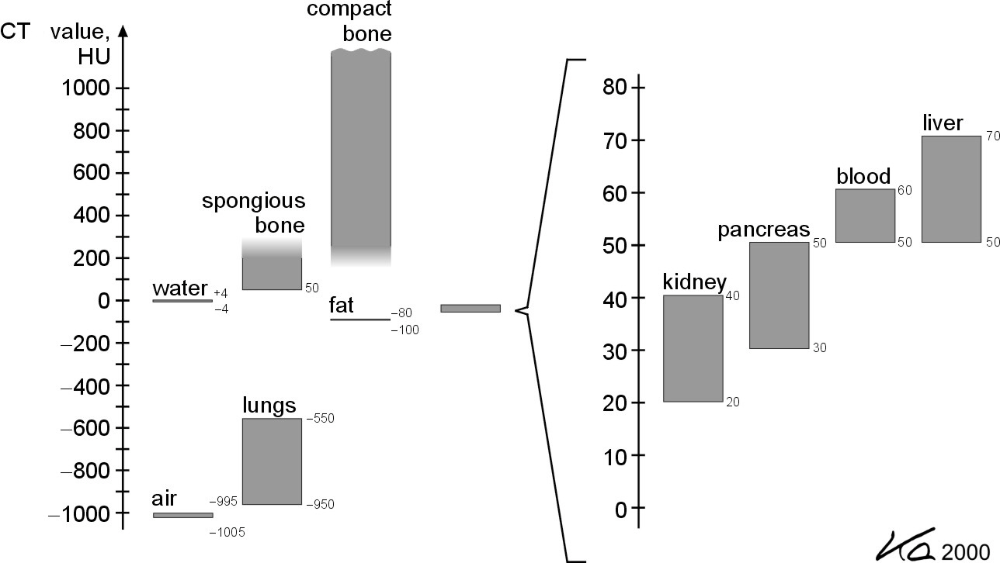 CT value,
HU
1000
800
600
400
200
0
–200
–400
–600
–800
–1000
compact
bone
spongious
bone
50
water
+4
–4
fat
–80
–100
lungs
–550
–950
air
–995
–1005
80
70
60
50
40
30
20
10
0
kidney
40
20
pancreas
50
30
blood
60
50
liver
70
50
2000